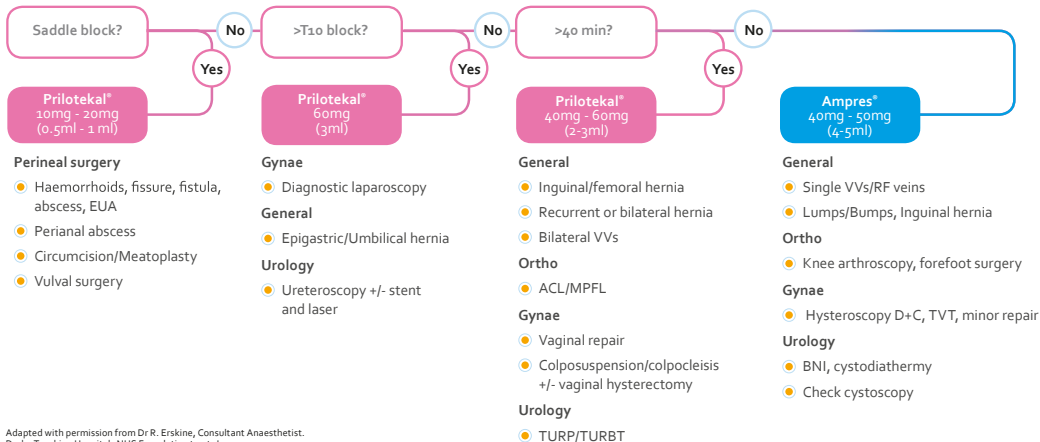 Saddle block?
No
>T10 block?
No
>40 min?
No
Yes
Yes
Yes
Prilotekal®
10mg - 20mg
(0.5ml - 1 ml)
Prilotekal®
60mg
(3ml)
Prilotekal®
40mg - 60mg
(2-3ml)
Ampres®
40mg - 50mg
(4-5ml)
Perineal surgery
Haemorrhoids, fissure, fistula,
abscess, EUA
Perianal abscess
Circumcision/Meatoplasty
Vulval surgery
Gynae
Diagnostic laparoscopy
General
Epigastric/Umbilical hernia
Urology
Ureteroscopy +/- stent
and laser
General
Inguinal/femoral hernia
Recurrent or bilateral hernia
Bilateral VVs
Ortho
ACL/MPFL
Gynae
Vaginal repair
Colposuspension/colpocleisis
+/- vaginal hysterectomy
Urology
TURP/TURBT
General
Single VVs/RF veins
Lumps/Bumps, Inguinal hernia
Ortho
Knee arthroscopy, forefoot surgery
Gynae
Hysteroscopy D+C, TVT, minor repair
Urology
BNI, cystodiathermy
Check cystoscopy
Adapted with permission from Dr R. Erskine, Consultant Anaesthetist.